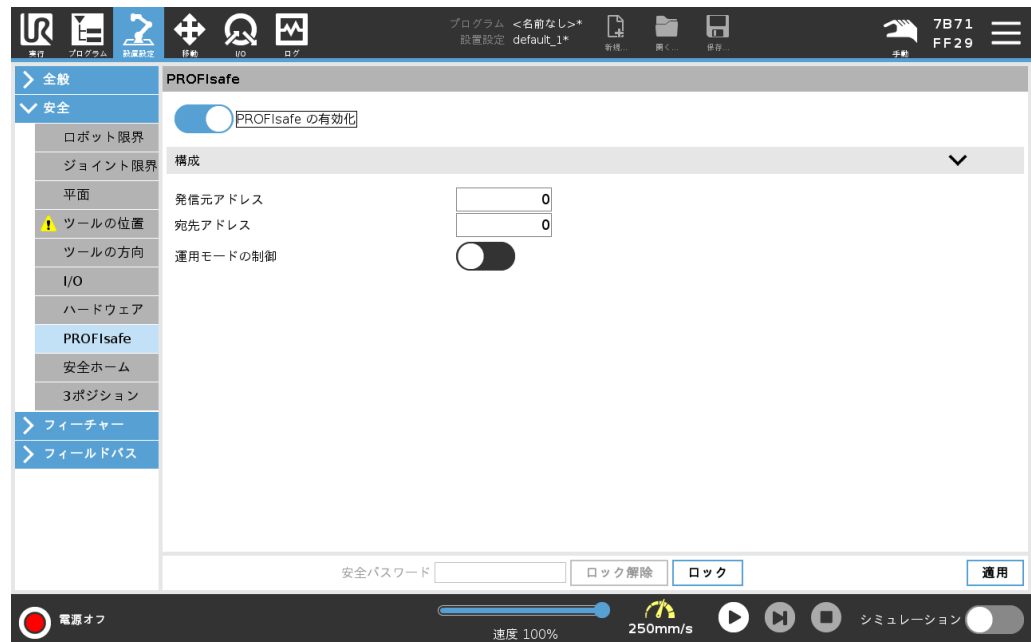 UR
実行
プログラム
設置設定
移動
I/O
ログ
プログラム <名前なし>*
設置設定 default_1*
新規...
開く...
保存...
手動
7B71
FF29
全般
安全
ロボット限界
ジョイント限界
平面
ツールの位置
ツールの方向
I/O
ハードウェア
PROFIsafe
安全ホーム
3ポジション
フィーチャー
フィールドバス
PROFIsafe
PROFIsafe の有効化
構成
発信元アドレス 0
宛先アドレス 0
運用モードの制御
安全パスワード ロック解除 ロック 適用
電源オフ
速度 100%
250mm/s
シミュレーション